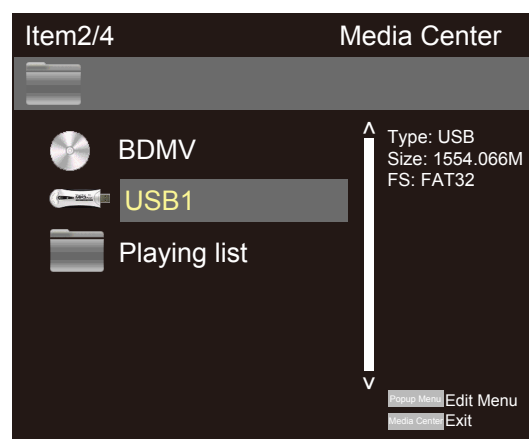 Item2/4 Media Center
BDMV
USB1
Playing list
Type: USB
Size: 1554.066M
FS: FAT32
Popup Menu Edit Menu
Media Center Exit